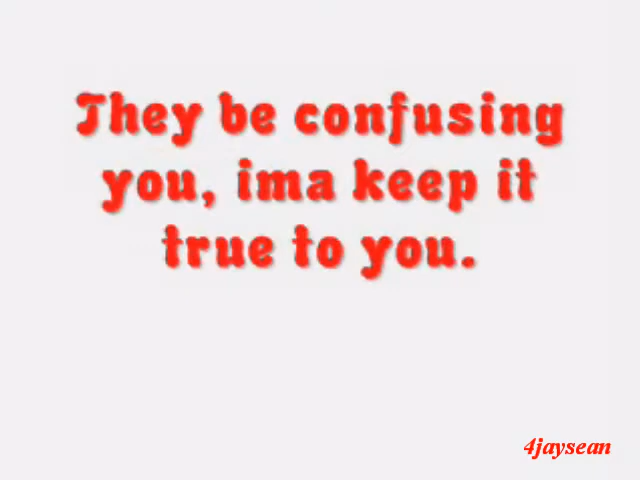 They be confusing
you, ima keep it
true to you.
4jaysean